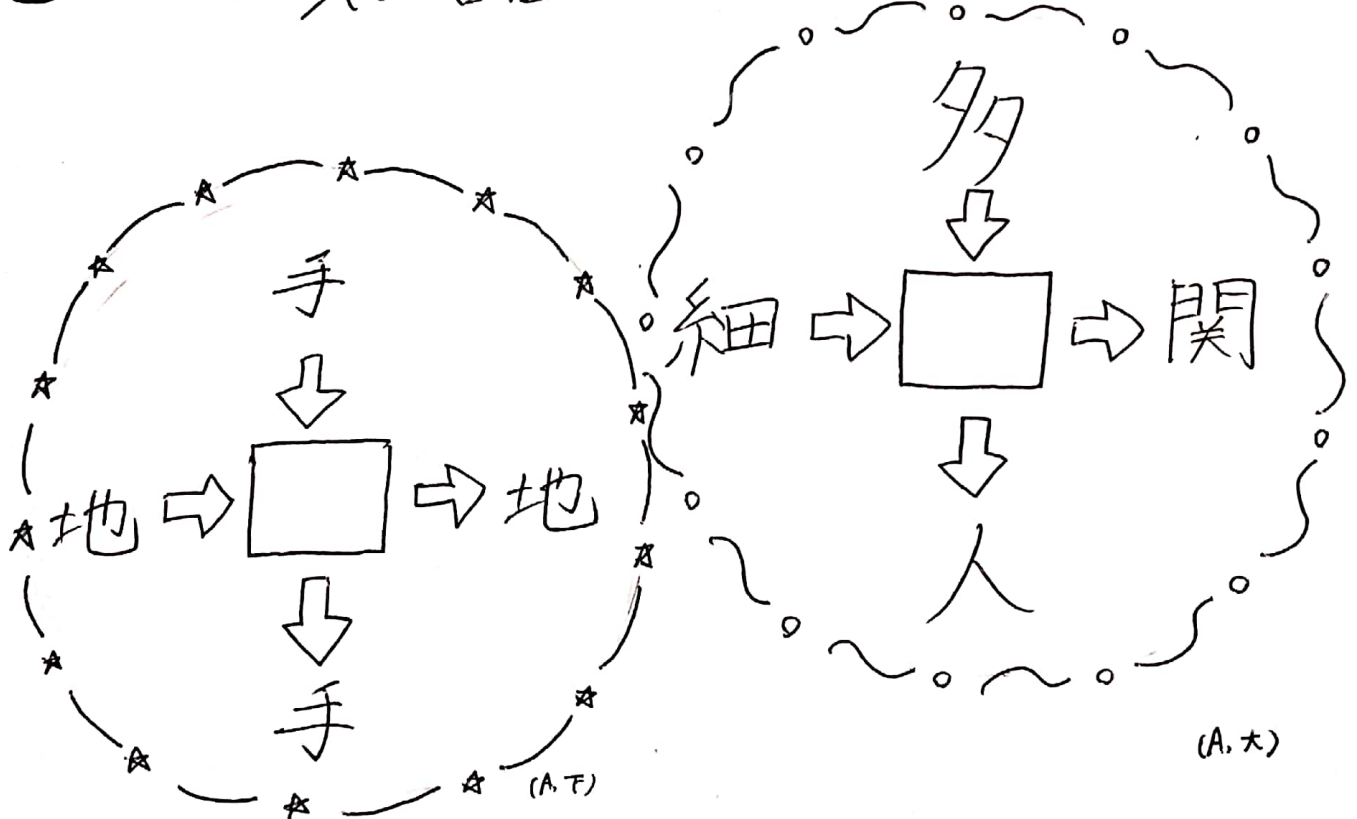 手
地 地
手
(A, 下)
多
細 関
人
(A, 大)